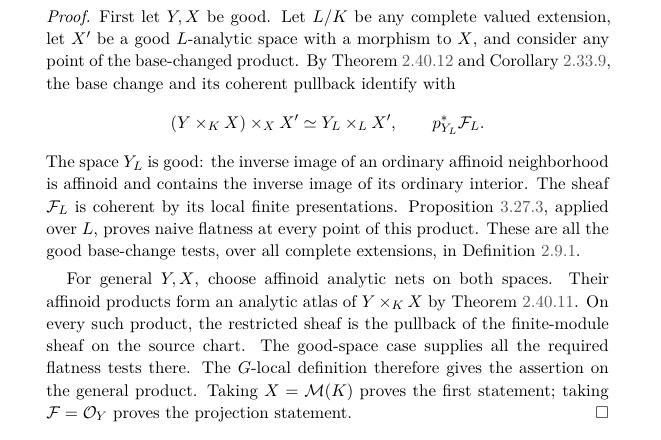 Proof. First let Y, X be good. Let L/K be any complete valued extension,
let X′ be a good L-analytic space with a morphism to X, and consider any
point of the base-changed product. By Theorem 2.40.12 and Corollary 2.33.9,
the base change and its coherent pullback identify with
(Y ×_K X) ×_X X′ ≃ Y_L ×_L X′,   p*_{Y_L} ℱ_L.
The space Y_L is good: the inverse image of an ordinary affinoid neighborhood
is affinoid and contains the inverse image of its ordinary interior. The sheaf
ℱ_L is coherent by its local finite presentations. Proposition 3.27.3, applied
over L, proves naive flatness at every point of this product. These are all the
good base-change tests, over all complete extensions, in Definition 2.9.1.
For general Y, X, choose affinoid analytic nets on both spaces. Their
affinoid products form an analytic atlas of Y ×_K X by Theorem 2.40.11. On
every such product, the restricted sheaf is the pullback of the finite-module
sheaf on the source chart. The good-space case supplies all the required
flatness tests there. The G-local definition therefore gives the assertion on
the general product. Taking X = ℳ(K) proves the first statement; taking
ℱ = 𝒪_Y proves the projection statement. □